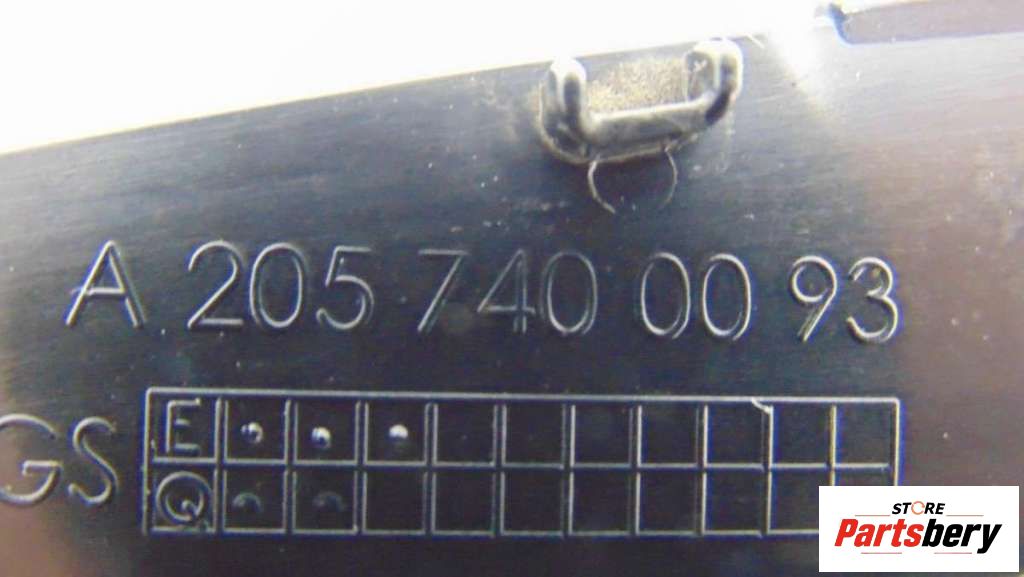 A 205 740 00 93
GS
E
Q
STORE
Partsbery